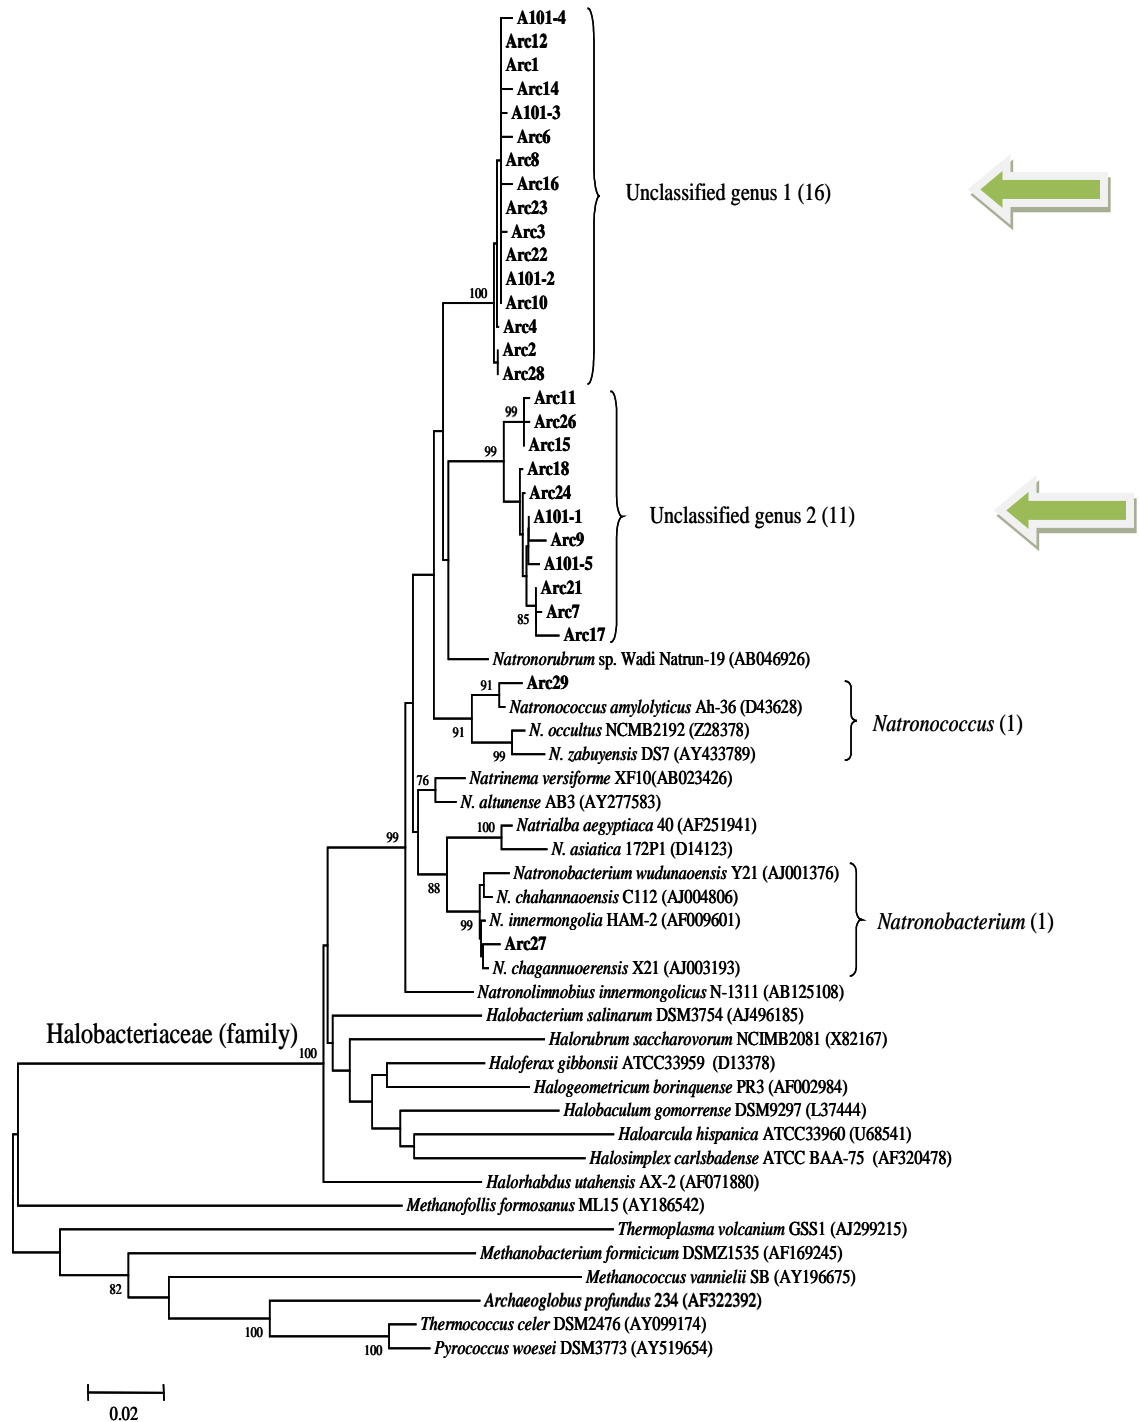 A101-4
Arc12
Arc1
Arc14
A101-3
Arc6
Arc8
Arc16
Unclassified genus 1 (16)
Arc23
Arc3
Arc22
A101-2
100
Arc10
Arc4
Arc2
Arc28
Arc11
99
Arc26
Arc15
99
Arc18
Arc24
A101-1
Unclassified genus 2 (11)
Arc9
A101-5
Arc21
Arc7
85
Arc17
Natronorubrum sp. Wadi Natrun-19 (AB046926)
91
Arc29
Natronococcus amylolyticus Ah-36 (D43628)
Natronococcus (1)
91
N. occultus NCMB2192 (Z28378)
99
N. zabuyensis DS7 (AY433789)
76
Natrinema versiforme XF10(AB023426)
N. altunense AB3 (AY277583)
100
Natrialba aegyptiaca 40 (AF251941)
99
N. asiatica 172P1 (D14123)
Natronobacterium wudunaoensis Y21 (AJ001376)
88
N. chahannaoensis C112 (AJ004806)
99
N. innermongolia HAM-2 (AF009601)
Natronobacterium (1)
Arc27
N. chagannuoerensis X21 (AJ003193)
Natronolimnobius innermongolicus N-1311 (AB125108)
Halobacterium salinarum DSM3754 (AJ496185)
Halobacteriaceae (family)
Halorubrum saccharovorum NCIMB2081 (X82167)
100
Haloferax gibbonsii ATCC33959 (D13378)
Halogeometricum borinquense PR3 (AF002984)
Halobaculum gomorrense DSM9297 (L37444)
Haloarcula hispanica ATCC33960 (U68541)
Halosimplex carlsbadense ATCC BAA-75 (AF320478)
Halorhabdus utahensis AX-2 (AF071880)
Methanofollis formosanus ML15 (AY186542)
Thermoplasma volcanium GSS1 (AJ299215)
Methanobacterium formicicum DSMZ1535 (AF169245)
82
Methanococcus vannielii SB (AY196675)
Archaeoglobus profundus 234 (AF322392)
100
Thermococcus celer DSM2476 (AY099174)
100
Pyrococcus woesei DSM3773 (AY519654)
0.02